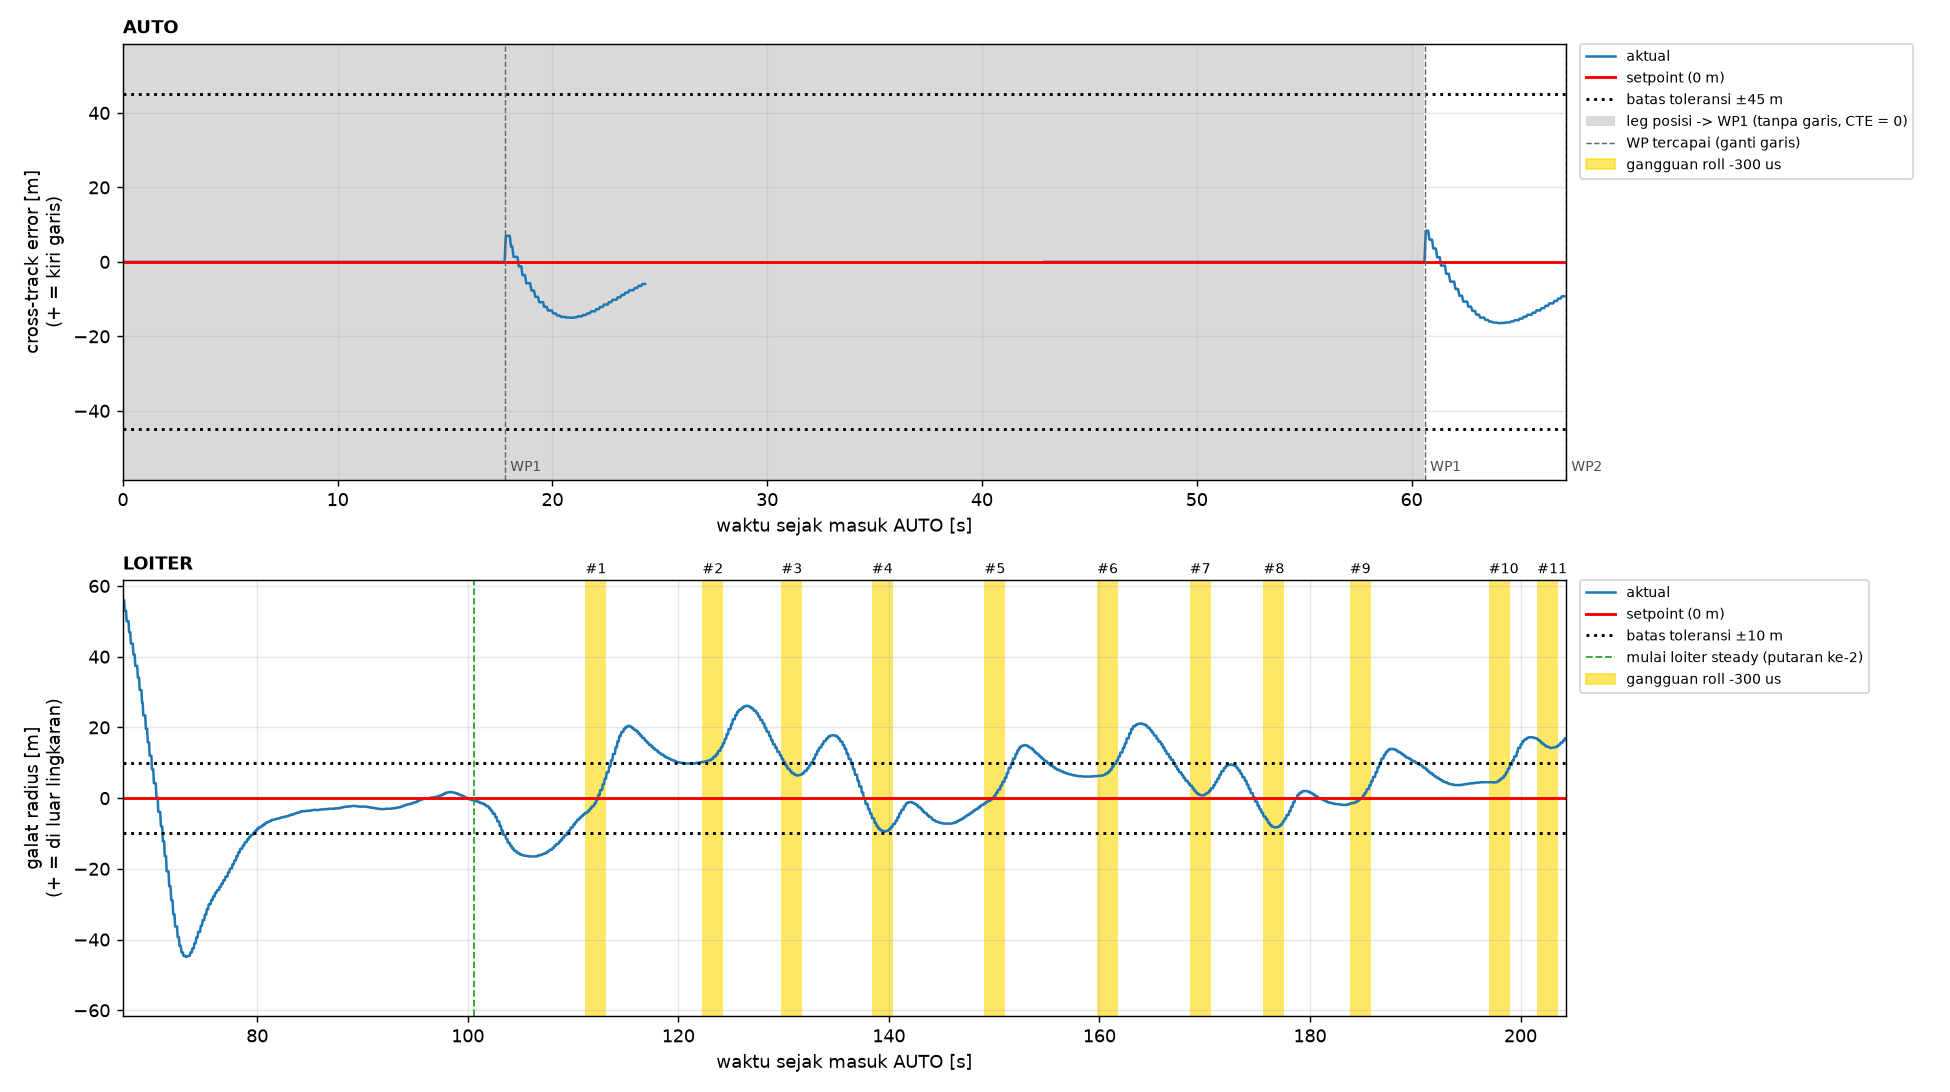 AUTO
cross-track error [m]
(+ = kiri garis)
40
20
0
−20
−40
WP1
WP1
WP2
0
10
20
30
40
50
60
waktu sejak masuk AUTO [s]
aktual
setpoint (0 m)
batas toleransi ±45 m
leg posisi -> WP1 (tanpa garis, CTE = 0)
WP tercapai (ganti garis)
gangguan roll -300 us
LOITER
#1
#2
#3
#4
#5
#6
#7
#8
#9
#10
#11
galat radius [m]
(+ = di luar lingkaran)
60
40
20
0
−20
−40
−60
80
100
120
140
160
180
200
waktu sejak masuk AUTO [s]
aktual
setpoint (0 m)
batas toleransi ±10 m
mulai loiter steady (putaran ke-2)
gangguan roll -300 us